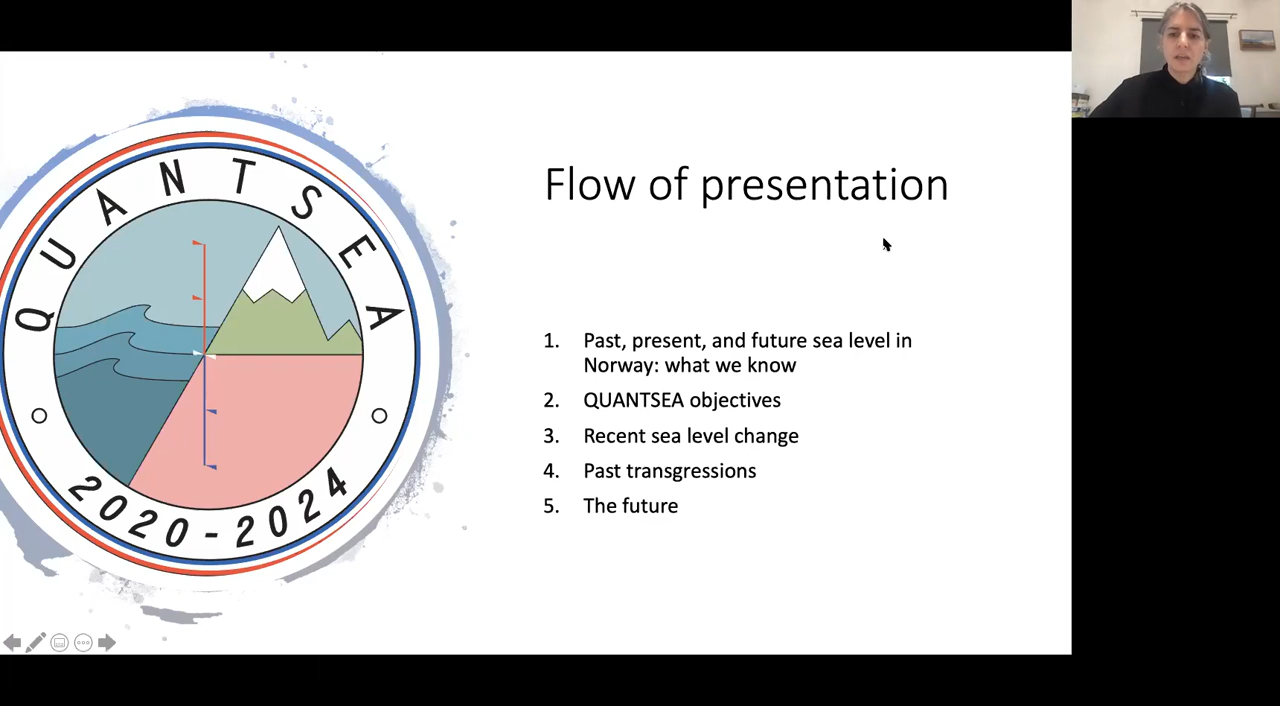 QUANTSEA
2020-2024
Flow of presentation
1. Past, present, and future sea level in
Norway: what we know
2. QUANTSEA objectives
3. Recent sea level change
4. Past transgressions
5. The future